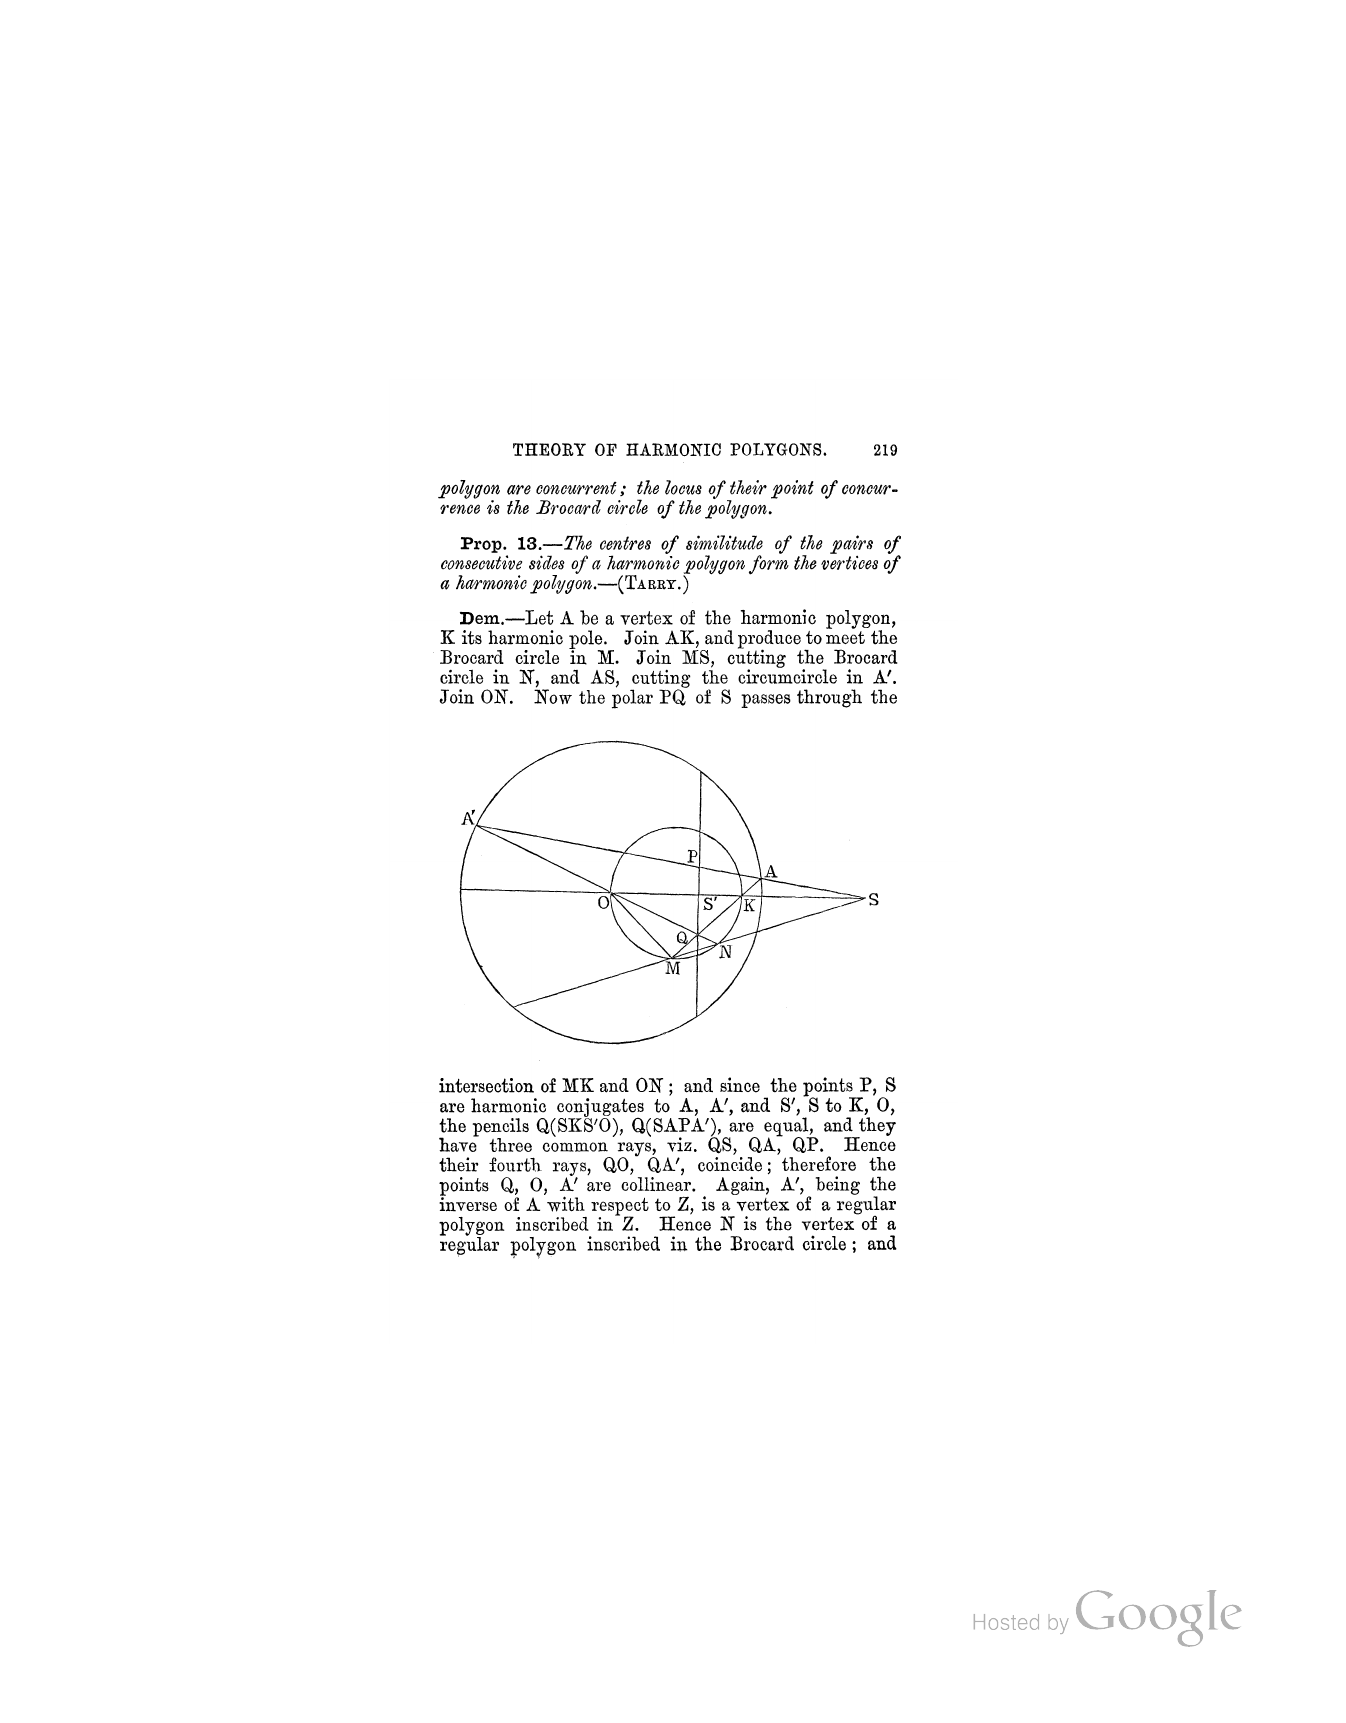 THEORY OF HARMONIC POLYGONS. 219
polygon are concurrent; the locus of their point of concur-
rence is the Brocard circle of the polygon.
Prop. 13.—The centres of similitude of the pairs of
consecutive sides of a harmonic polygon form the vertices of
a harmonic polygon.—(TARRY.)
Dem.—Let A be a vertex of the harmonic polygon,
K its harmonic pole. Join AK, and produce to meet the
Brocard circle in M. Join MS, cutting the Brocard
circle in N, and AS, cutting the circumcircle in A′.
Join ON. Now the polar PQ of S passes through the
A′
P
A
O
S′
K
S
Q
N
M
intersection of MK and ON; and since the points P, S
are harmonic conjugates to A, A′, and S′, S to K, O,
the pencils Q(SKS′O), Q(SAPA′), are equal, and they
have three common rays, viz. QS, QA, QP. Hence
their fourth rays, QO, QA′, coincide; therefore the
points Q, O, A′ are collinear. Again, A′, being the
inverse of A with respect to Z, is a vertex of a regular
polygon inscribed in Z. Hence N is the vertex of a
regular polygon inscribed in the Brocard circle; and
Hosted by Google